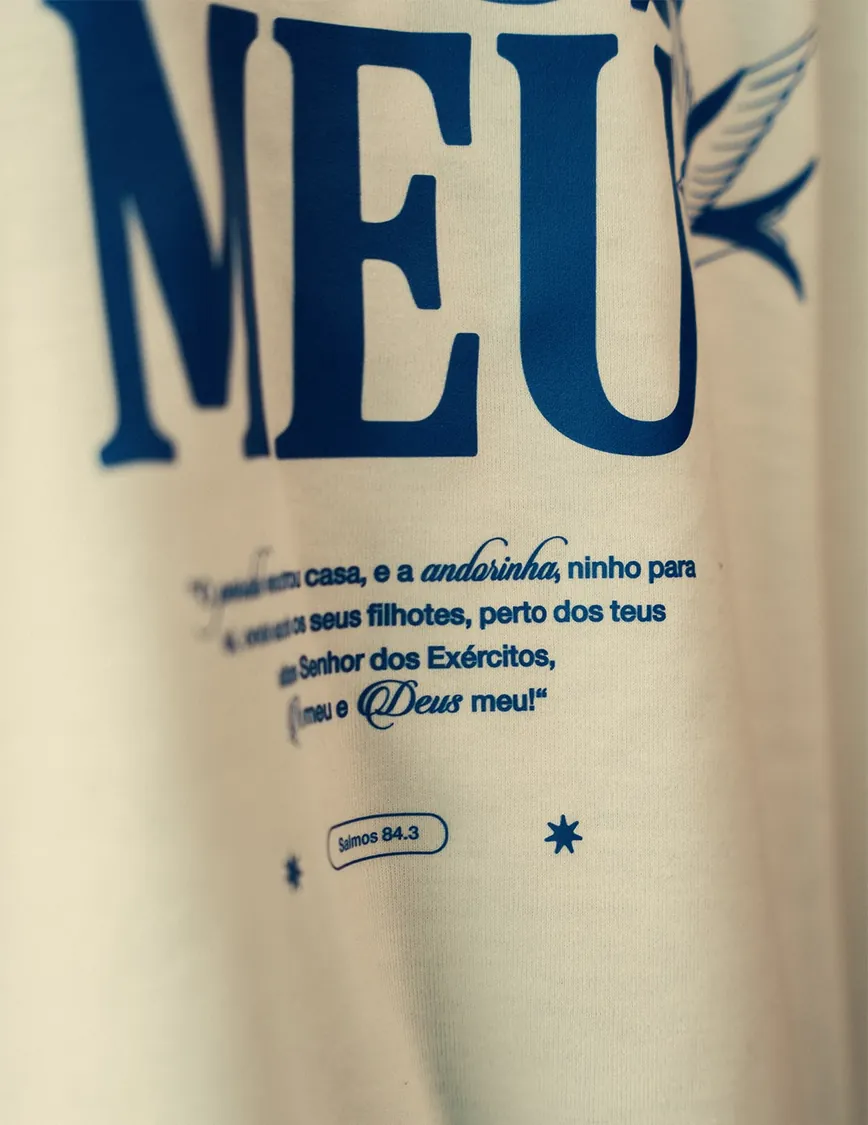 MEU
casa, e a andorinha, ninho para
seus filhotes, perto dos teus
Senhor dos Exércitos,
meu e Deus meu!“
Salmos 84.3